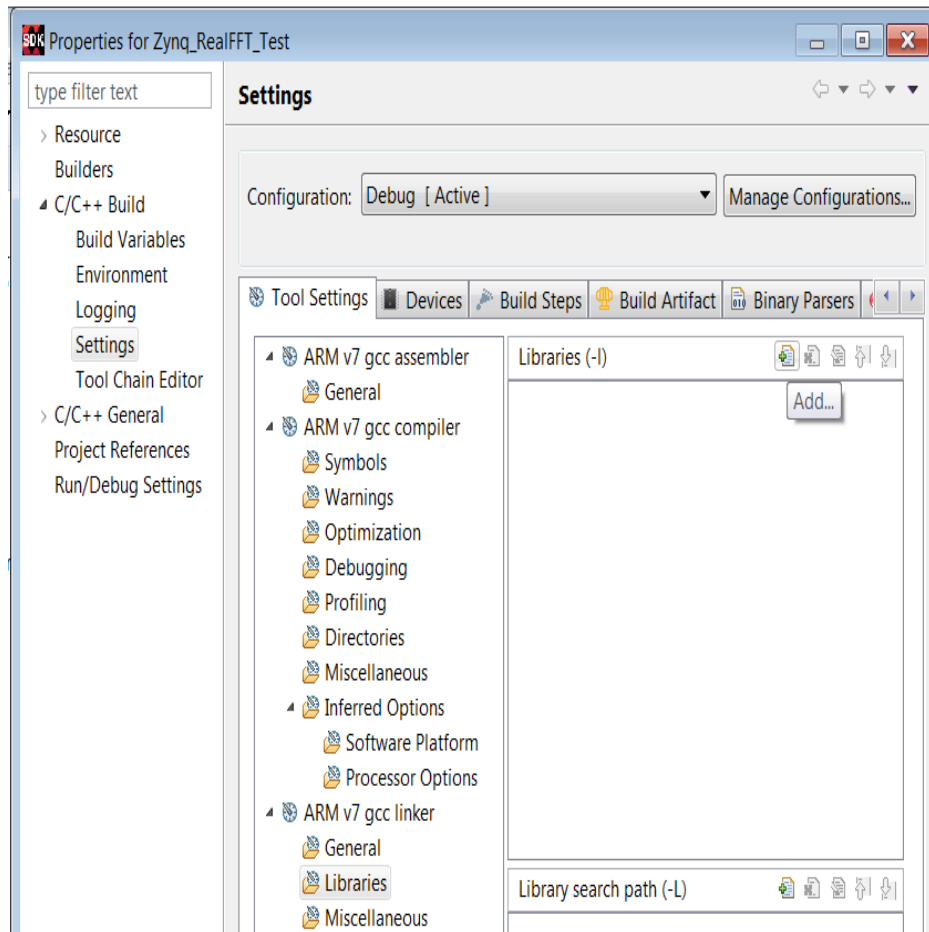 SDK Properties for Zynq_RealFFT_Test
type filter text
Resource
Builders
C/C++ Build
Build Variables
Environment
Logging
Settings
Tool Chain Editor
C/C++ General
Project References
Run/Debug Settings
Settings
Configuration: Debug [ Active ] Manage Configurations...
Tool Settings Devices Build Steps Build Artifact Binary Parsers
ARM v7 gcc assembler
General
ARM v7 gcc compiler
Symbols
Warnings
Optimization
Debugging
Profiling
Directories
Miscellaneous
Inferred Options
Software Platform
Processor Options
ARM v7 gcc linker
General
Libraries
Miscellaneous
Libraries (-l)
Add...
Library search path (-L)